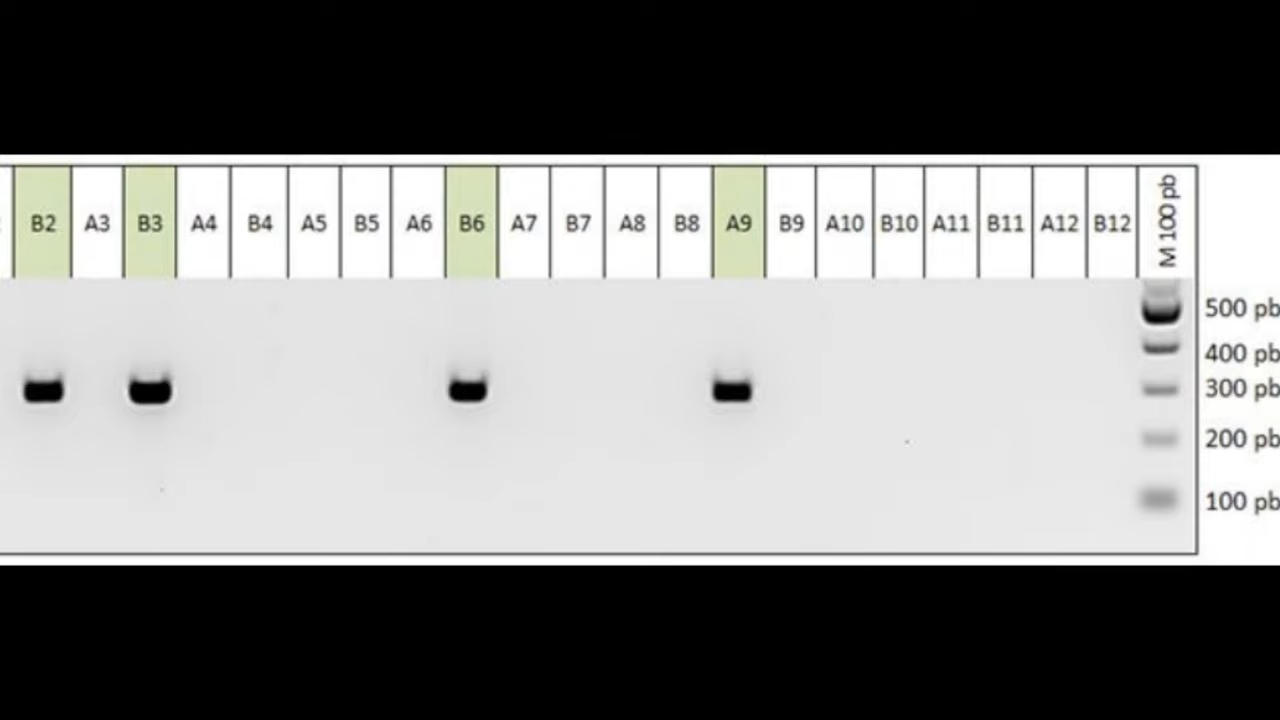 B2 A3 B3 A4 B4 A5 B5 A6 B6 A7 B7 A8 B8 A9 B9 A10 B10 A11 B11 A12 B12 M 100 pb
500 pb
400 pb
300 pb
200 pb
100 pb